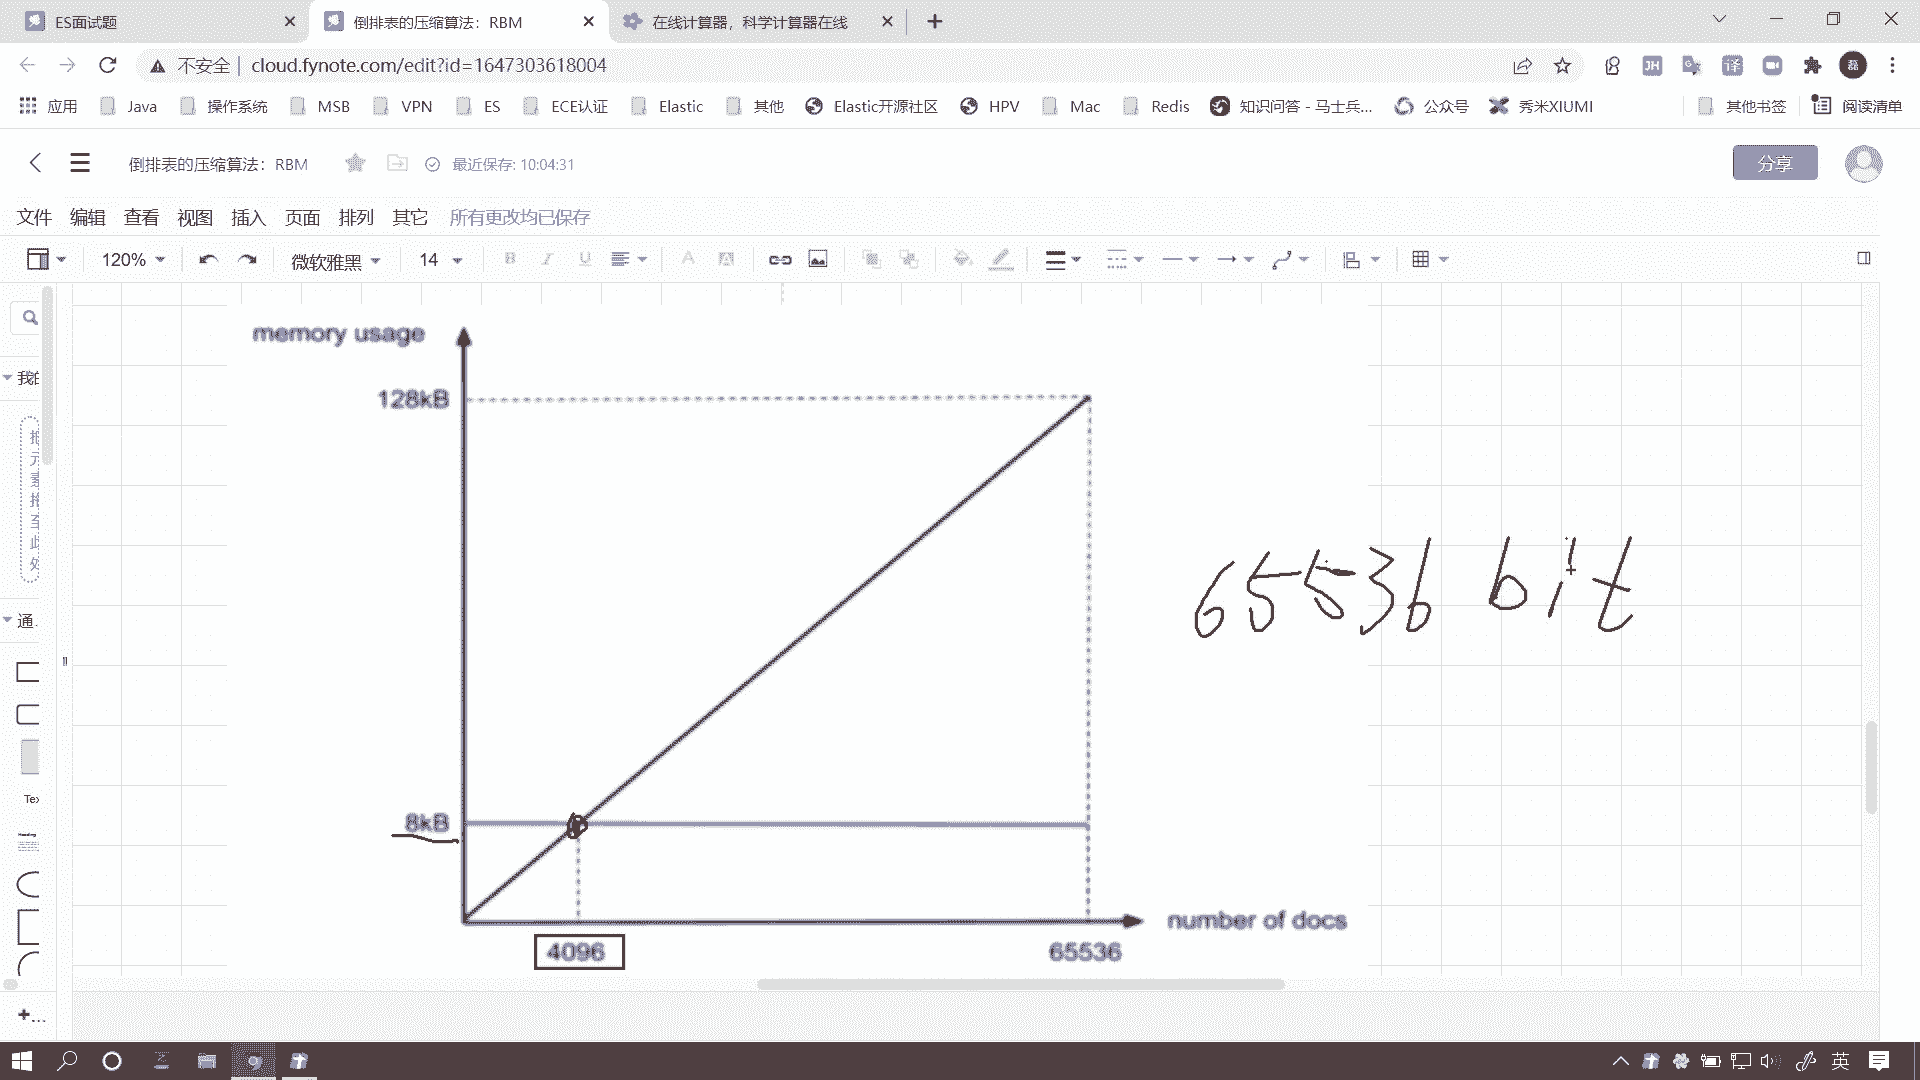 ES面试题
倒排表的压缩算法：RBM
在线计算器，科学计算器在线
不安全 cloud.fynote.com/edit?id=1647303618004
应用 Java 操作系统 MSB VPN ES ECE认证 Elastic 其他 Elastic开源社区 HPV Mac Redis 知识问答 - 马士兵... 公众号 秀米XIUMI 其他书签 阅读清单
倒排表的压缩算法：RBM 最近保存: 10:04:31 分享
文件 编辑 查看 视图 插入 页面 排列 其它 所有更改均已保存
120% 微软雅黑 14 B I U A
memory usage
我的
128kB
65536 bit
通.
Tex
8kB
number of docs
4096
65536
英